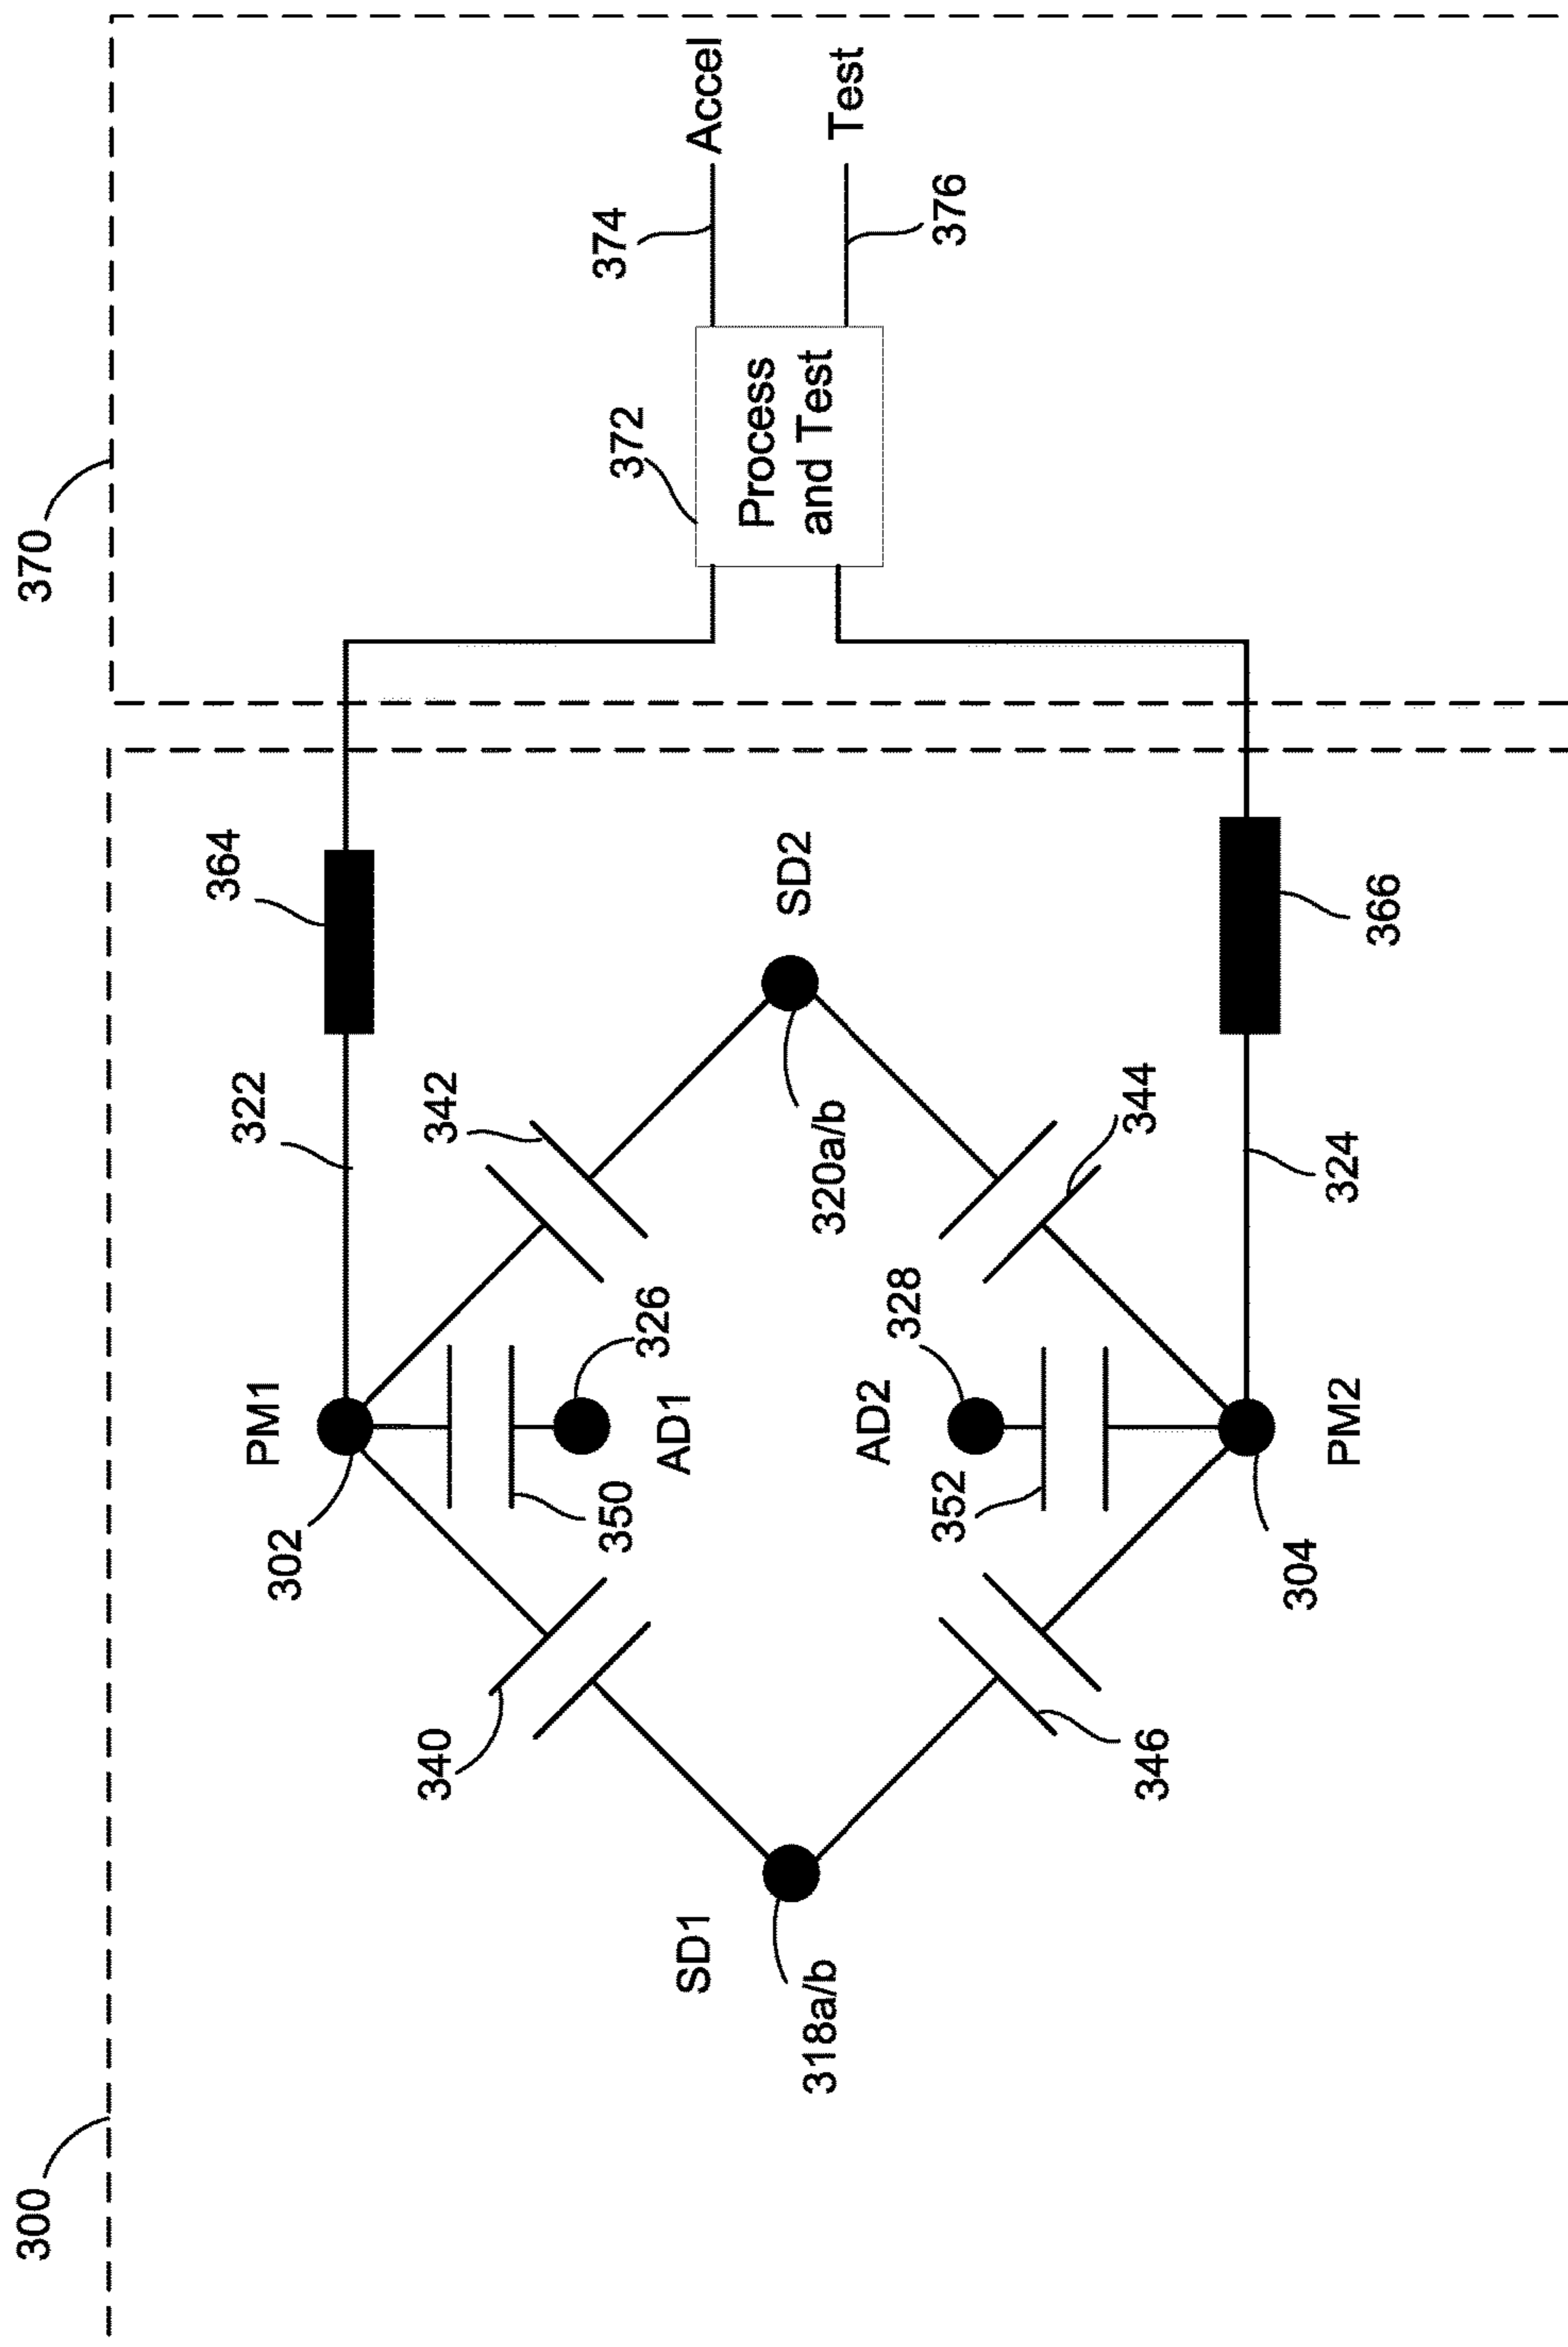 300
370
364
322
PM1
302
342
374
Accel
372
Process
and Test
Test
376
340
350
326
AD1
SD2
320a/b
SD1
318a/b
AD2
328
352
344
346
324
366
PM2
304